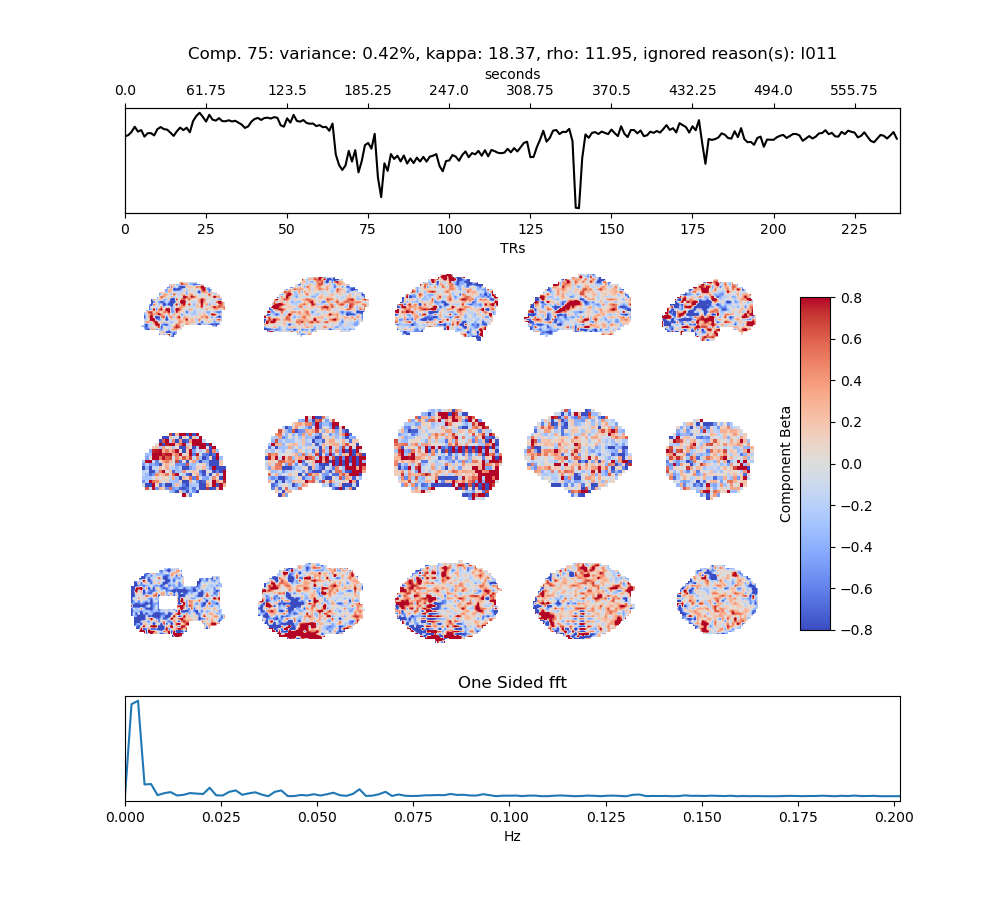 Comp. 75: variance: 0.42%, kappa: 18.37, rho: 11.95, ignored reason(s): I011
seconds
0.0 61.75 123.5 185.25 247.0 308.75 370.5 432.25 494.0 555.75
0 25 50 75 100 125 150 175 200 225
TRs
0.8
0.6
0.4
0.2
0.0
−0.2
−0.4
−0.6
−0.8
Component Beta
One Sided fft
0.000 0.025 0.050 0.075 0.100 0.125 0.150 0.175 0.200
Hz